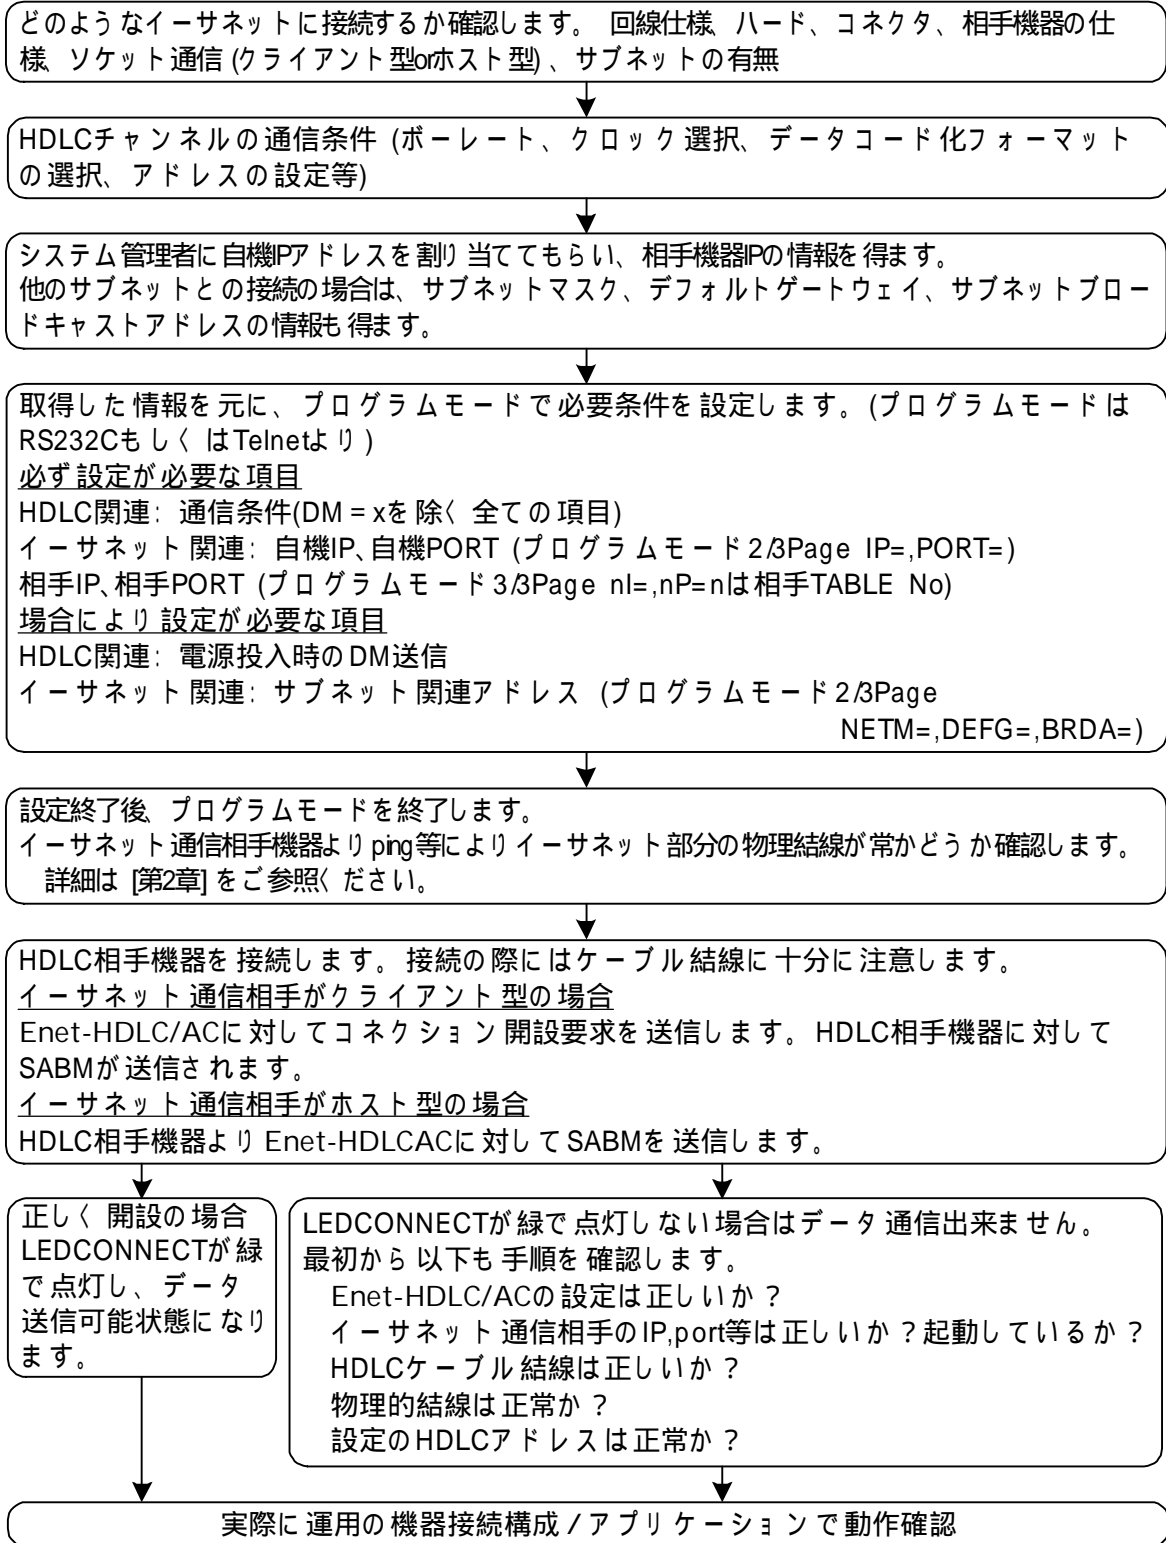 どのようなイーサネットに接続するか確認します。 回線仕様、ハード、コネクタ、相手機器の仕
様、ソケット通信 (クライアント型orホスト型) 、サブネットの有無
HDLCチャンネルの通信条件 (ボーレート、クロック選択、データコード化フォーマット
の選択、アドレスの設定等)
システム管理者に自機IPアドレスを割り当ててもらい、相手機器IPの情報を得ます。
他のサブネットとの接続の場合は、サブネットマスク、デフォルトゲートウェイ、サブネットブロー
ドキャストアドレスの情報も得ます。
取得した情報を元に、プログラムモードで必要条件を設定します。(プログラムモードは
RS232CもしくはTelnetより)
必ず設定が必要な項目
HDLC関連: 通信条件(DM = xを除く全ての項目)
イーサネット関連: 自機IP、自機PORT (プログラムモード2/3Page IP=,PORT=)
相手IP、相手PORT (プログラムモード3/3Page nI=,nP=nは相手TABLE No)
場合により設定が必要な項目
HDLC関連: 電源投入時のDM送信
イーサネット関連: サブネット関連アドレス (プログラムモード2/3Page
NETM=,DEFG=,BRDA=)
設定終了後、プログラムモードを終了します。
イーサネット通信相手機器よりping等によりイーサネット部分の物理結線が常かどうか確認します。
詳細は [第2章] をご参照ください。
HDLC相手機器を接続します。接続の際にはケーブル結線に十分に注意します。
イーサネット通信相手がクライアント型の場合
Enet-HDLC/ACに対してコネクション開設要求を送信します。HDLC相手機器に対して
SABMが送信されます。
イーサネット通信相手がホスト型の場合
HDLC相手機器よりEnet-HDLCACに対してSABMを送信します。
正しく開設の場合
LEDCONNECTが緑
で点灯し、データ
送信可能状態になり
ます。
LEDCONNECTが緑で点灯しない場合はデータ通信出来ません。
最初から以下も手順を確認します。
Enet-HDLC/ACの設定は正しいか？
イーサネット通信相手のIP,port等は正しいか？起動しているか？
HDLCケーブル結線は正しいか？
物理的結線は正常か？
設定のHDLCアドレスは正常か？
実際に運用の機器接続構成/アプリケーションで動作確認